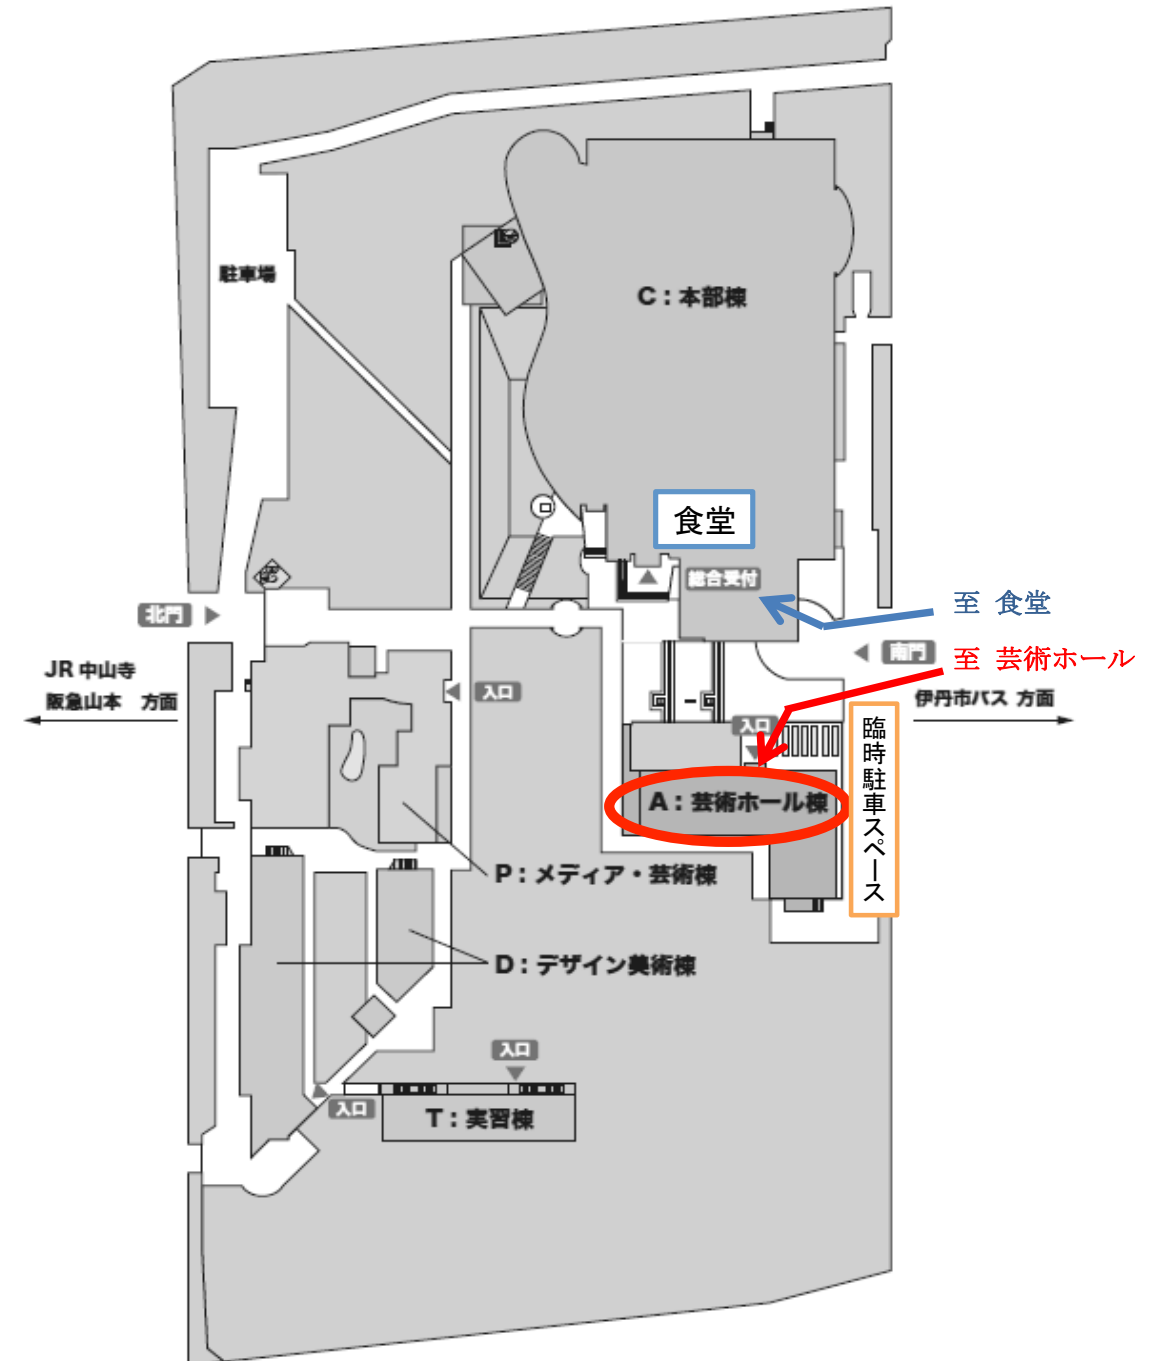 駐車場
C：本部棟
食堂
総合受付
至 食堂
北門
南門
至 芸術ホール
JR 中山寺
阪急山本 方面
入口
伊丹市バス 方面
入口
臨時駐車スペース
A：芸術ホール棟
P：メディア・芸術棟
D：デザイン美術棟
入口
入口
T：実習棟